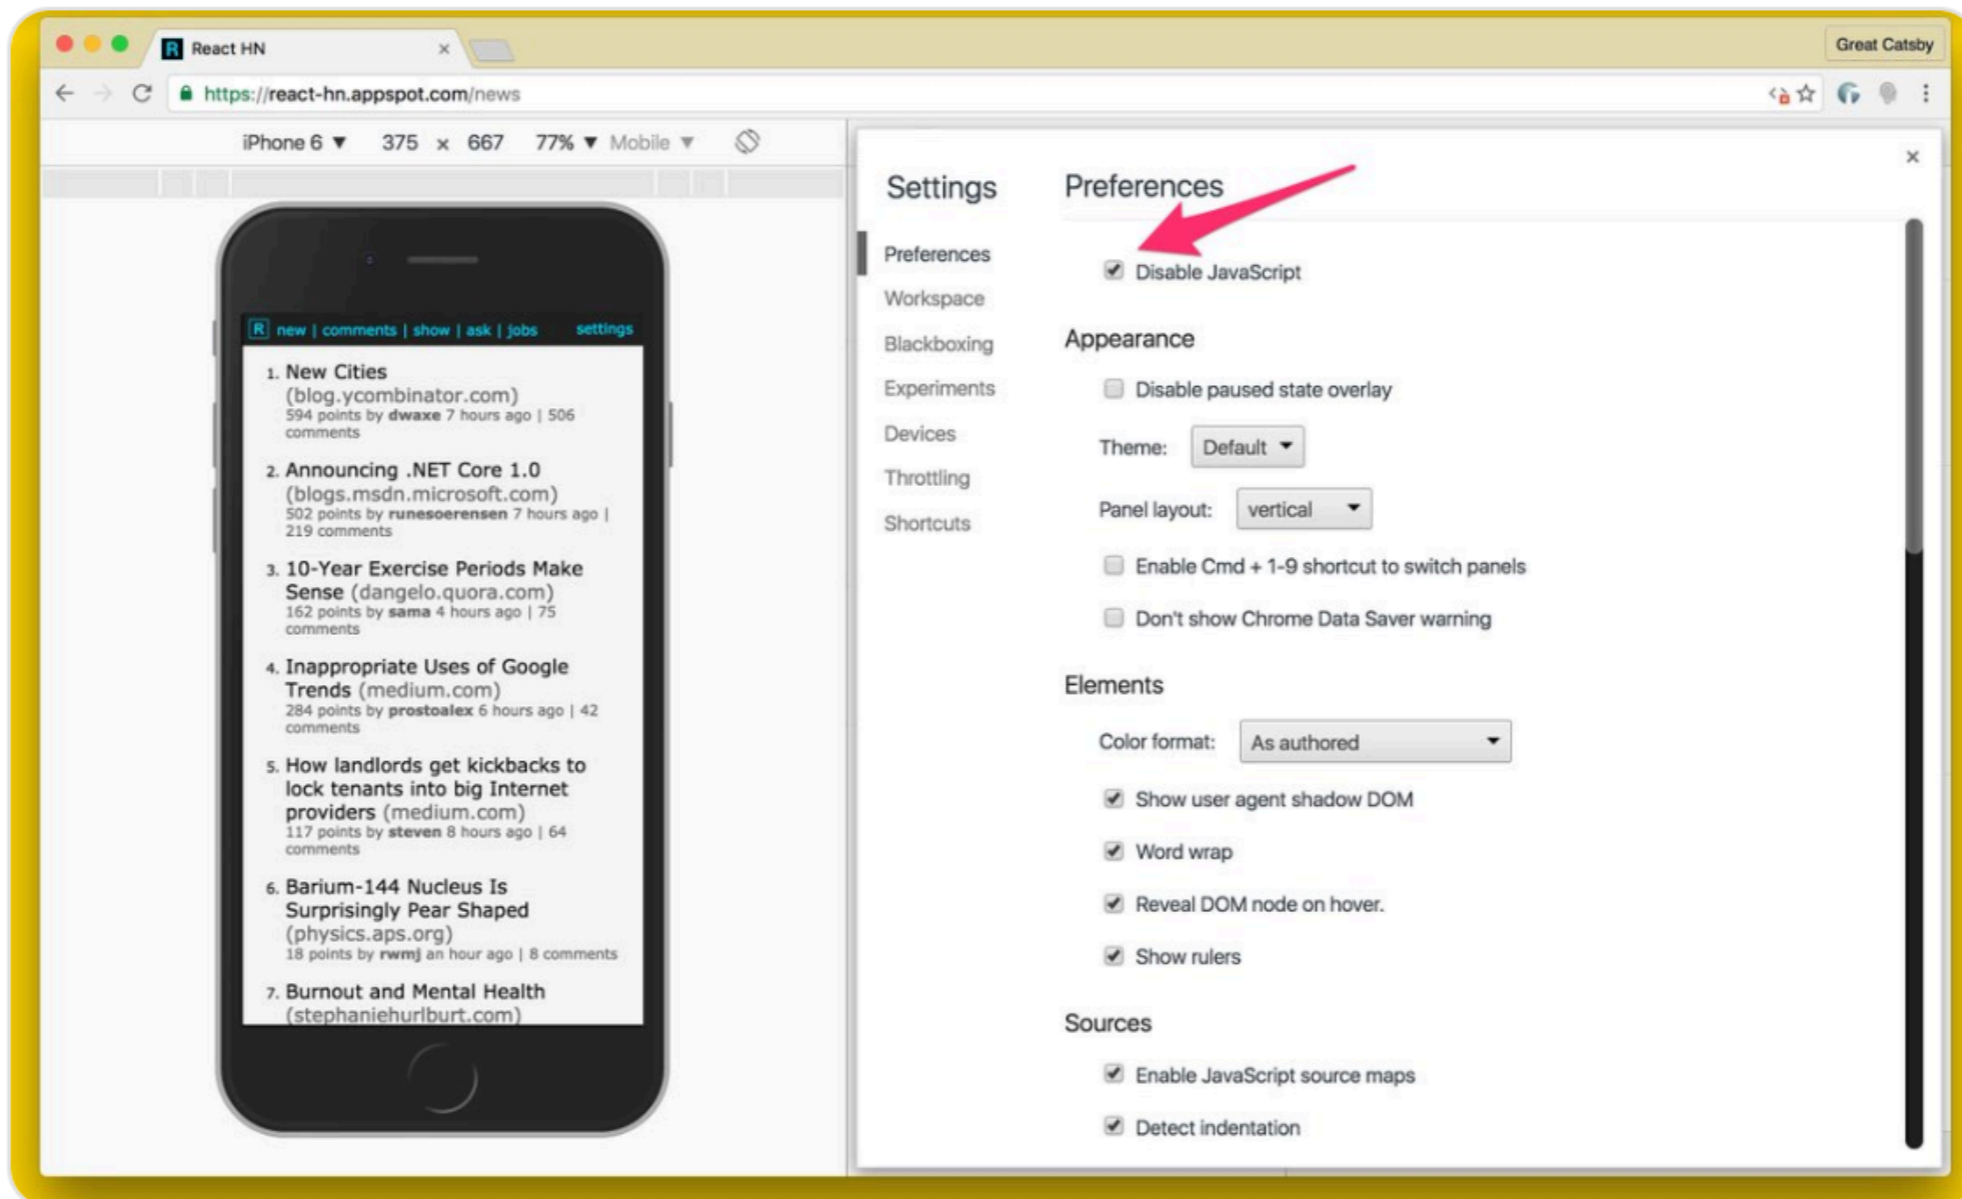 React HN
Great Catsby
https://react-hn.appspot.com/news
iPhone 6 ▼ 375 × 667 77% ▼ Mobile ▼
R new | comments | show | ask | jobs settings
1. New Cities
(blog.ycombinator.com)
594 points by dwaxe 7 hours ago | 506
comments
2. Announcing .NET Core 1.0
(blogs.msdn.microsoft.com)
502 points by runesoerensen 7 hours ago |
219 comments
3. 10-Year Exercise Periods Make
Sense (dangelo.quora.com)
162 points by sama 4 hours ago | 75
comments
4. Inappropriate Uses of Google
Trends (medium.com)
284 points by prostoalex 6 hours ago | 42
comments
5. How landlords get kickbacks to
lock tenants into big Internet
providers (medium.com)
117 points by steven 8 hours ago | 64
comments
6. Barium-144 Nucleus Is
Surprisingly Pear Shaped
(physics.aps.org)
18 points by rwmj an hour ago | 8 comments
7. Burnout and Mental Health
(stephaniehurlburt.com)
Settings
Preferences
Workspace
Blackboxing
Experiments
Devices
Throttling
Shortcuts
Preferences
Disable JavaScript
Appearance
Disable paused state overlay
Theme: Default
Panel layout: vertical
Enable Cmd + 1-9 shortcut to switch panels
Don't show Chrome Data Saver warning
Elements
Color format: As authored
Show user agent shadow DOM
Word wrap
Reveal DOM node on hover.
Show rulers
Sources
Enable JavaScript source maps
Detect indentation